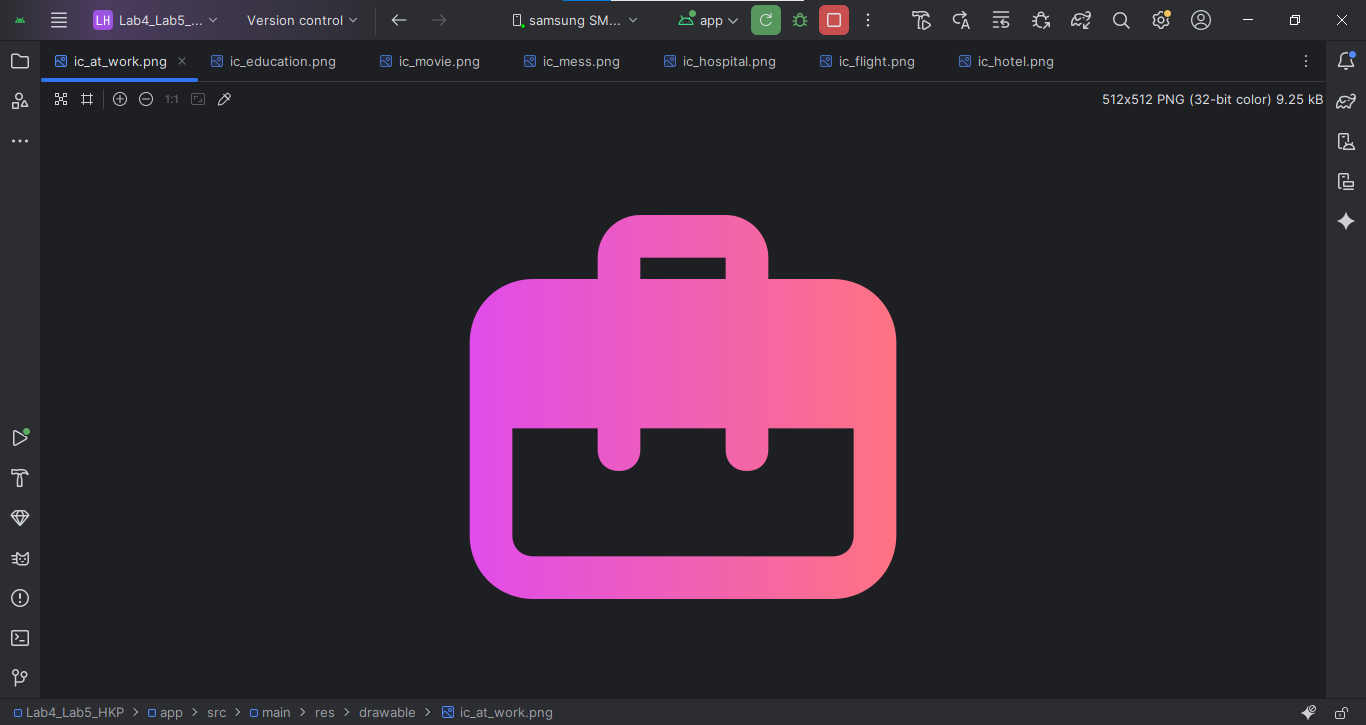 LH Lab4_Lab5_... Version control samsung SM... app
ic_at_work.png ic_education.png ic_movie.png ic_mess.png ic_hospital.png ic_flight.png ic_hotel.png
1:1 512x512 PNG (32-bit color) 9.25 kB
Lab4_Lab5_HKP > app > src > main > res > drawable > ic_at_work.png